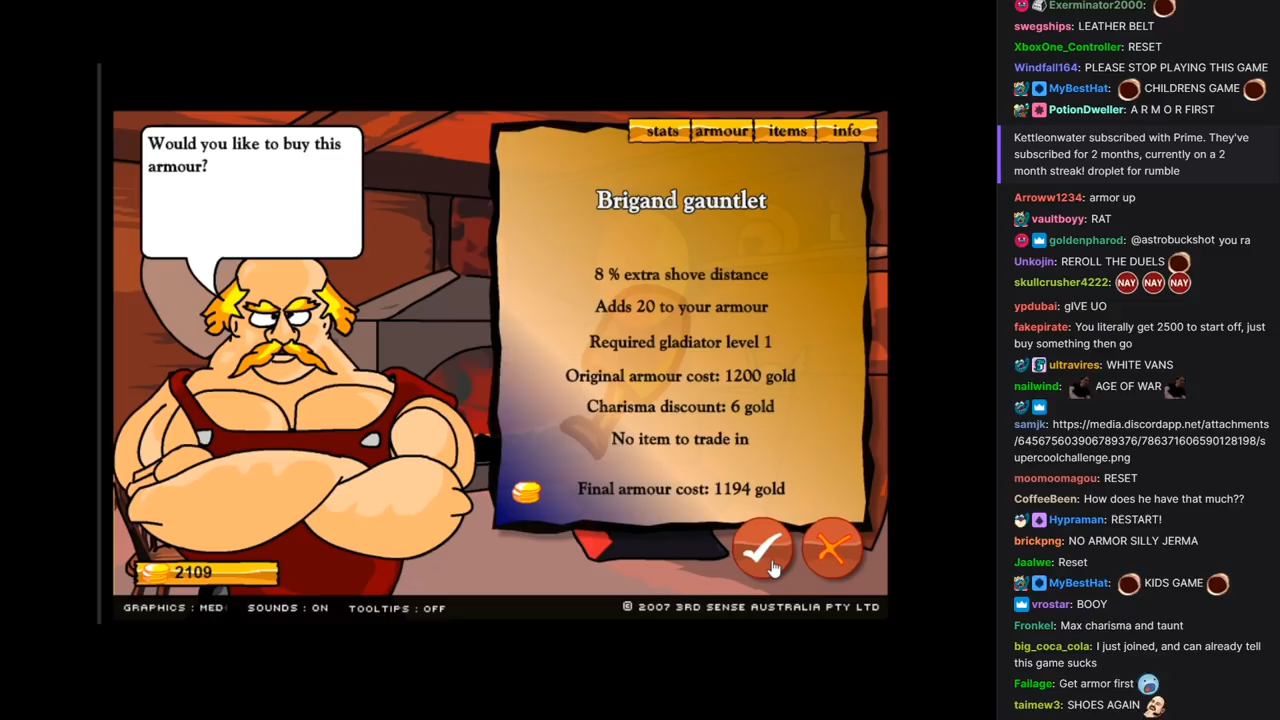 Would you like to buy this
armour?
stats
armour
items
info
Brigand gauntlet
8 % extra shove distance
Adds 20 to your armour
Required gladiator level 1
Original armour cost: 1200 gold
Charisma discount: 6 gold
No item to trade in
Final armour cost: 1194 gold
2109
GRAPHICS : MED
SOUNDS : ON
TOOLTIPS : OFF
© 2007 3RD SENSE AUSTRALIA PTY LTD
Exerminator2000:
swegships: LEATHER BELT
XboxOne_Controller: RESET
Windfall164: PLEASE STOP PLAYING THIS GAME
MyBestHat: CHILDRENS GAME
PotionDweller: A R M O R FIRST
Kettleonwater subscribed with Prime. They've
subscribed for 2 months, currently on a 2
month streak! droplet for rumble
Arroww1234: armor up
vaultboyy: RAT
goldenpharod: @astrobuckshot you ra
Unkojin: REROLL THE DUELS
skullcrusher4222: NAY NAY NAY
ypdubai: gIVE UO
fakepirate: You literally get 2500 to start off, just
buy something then go
ultravires: WHITE VANS
nailwind: AGE OF WAR
samjk: https://media.discordapp.net/attachments
/645675603906789376/786371606590128198/s
upercoolchallenge.png
moomoomagou: RESET
CoffeeBeen: How does he have that much??
Hypraman: RESTART!
brickpng: NO ARMOR SILLY JERMA
Jaalwe: Reset
MyBestHat: KIDS GAME
vrostar: BOOY
Fronkel: Max charisma and taunt
big_coca_cola: I just joined, and can already tell
this game sucks
Failage: Get armor first
taimew3: SHOES AGAIN